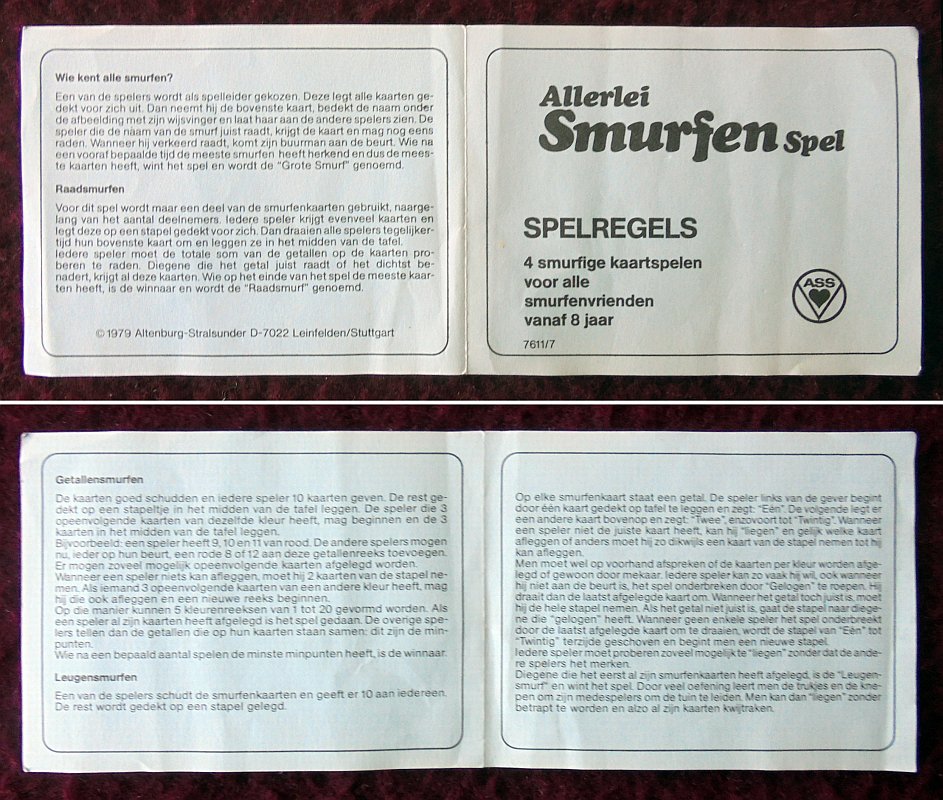 Wie kent alle smurfen?
Een van de spelers wordt als spelleider gekozen. Deze legt alle kaarten ge-
dekt voor zich uit. Dan neemt hij de bovenste kaart, bedekt de naam onder
de afbeelding met zijn wijsvinger en laat haar aan de andere spelers zien. De
speler die de naam van de smurf juist raadt, krijgt de kaart en mag nog eens
raden. Wanneer hij verkeerd raadt, komt zijn buurman aan de beurt. Wie na
een vooraf bepaalde tijd de meeste smurfen heeft herkend en dus de mees-
te kaarten heeft, wint het spel en wordt de "Grote Smurf" genoemd.
Raadsmurfen
Voor dit spel wordt maar een deel van de smurfenkaarten gebruikt, naarge-
lang van het aantal deelnemers. Iedere speler krijgt evenveel kaarten en
legt deze op een stapel gedekt voor zich. Dan draaien alle spelers tegelijker-
tijd hun bovenste kaart om en leggen ze in het midden van de tafel.
Iedere speler moet de totale som van de getallen op de kaarten pro-
beren te raden. Diegene die het getal juist raadt of het dichtst be-
nadert, krijgt al deze kaarten. Wie op het einde van het spel de meeste kaar-
ten heeft, is de winnaar en wordt de "Raadsmurf" genoemd.
© 1979 Altenburg-Stralsunder D-7022 Leinfelden/Stuttgart
Allerlei
Smurfen Spel
SPELREGELS
4 smurfige kaartspelen
voor alle
smurfenvrienden
vanaf 8 jaar
ASS
7611/7
Getallensmurfen
De kaarten goed schudden en iedere speler 10 kaarten geven. De rest ge-
dekt op een stapeltje in het midden van de tafel leggen. De speler die 3
opeenvolgende kaarten van dezelfde kleur heeft, mag beginnen en de 3
kaarten in het midden van de tafel leggen.
Bijvoorbeeld: een speler heeft 9, 10 en 11 van rood. De andere spelers mogen
nu, ieder op hun beurt, een rode 8 of 12 aan deze getallenreeks toevoegen.
Er mogen zoveel mogelijk opeenvolgende kaarten afgelegd worden.
Wanneer een speler niets kan afleggen, moet hij 2 kaarten van de stapel ne-
men. Als iemand 3 opeenvolgende kaarten van een andere kleur heeft, mag
hij die ook afleggen en een nieuwe reeks beginnen.
Op die manier kunnen 5 kleurenreeksen van 1 tot 20 gevormd worden. Als
een speler al zijn kaarten heeft afgelegd is het spel gedaan. De overige spe-
lers tellen dan de getallen die op hun kaarten staan samen: dit zijn de min-
punten.
Wie na een bepaald aantal spelen de minste minpunten heeft, is de winnaar.
Leugensmurfen
Een van de spelers schudt de smurfenkaarten en geeft er 10 aan iedereen.
De rest wordt gedekt op een stapel gelegd.
Op elke smurfenkaart staat een getal. De speler links van de gever begint
door één kaart gedekt op tafel te leggen en zegt: "Eén". De volgende legt er
een andere kaart bovenop en zegt: "Twee", enzovoort tot "Twintig". Wanneer
een speler niet de juiste kaart heeft, kan hij "liegen" en gelijk welke kaart
afleggen of anders moet hij zo dikwijls een kaart van de stapel nemen tot hij
kan afleggen.
Men moet wel op voorhand afspreken of de kaarten per kleur worden afge-
legd of gewoon door mekaar. Iedere speler kan zo vaak hij wil, ook wanneer
hij niet aan de beurt is, het spel onderbreken door "Gelogen" te roepen. Hij
draait dan de laatst afgelegde kaart om. Wanneer het getal toch juist is, moet
hij de hele stapel nemen. Als het getal niet juist is, gaat de stapel naar diege-
ne die "gelogen" heeft. Wanneer geen enkele speler het spel onderbreekt
door de laatst afgelegde kaart om te draaien, wordt de stapel van "Eén" tot
"Twintig" terzijde geschoven en begint men een nieuwe stapel.
Iedere speler moet proberen zoveel mogelijk te "liegen" zonder dat de ande-
re spelers het merken.
Diegene die het eerst al zijn smurfenkaarten heeft afgelegd, is de "Leugen-
smurf" en wint het spel. Door veel oefening leert men de trukjes en de kne-
pen om zijn medespelers om de tuin te leiden. Men kan dan "liegen" zonder
betrapt te worden en alzo al zijn kaarten kwijtraken.